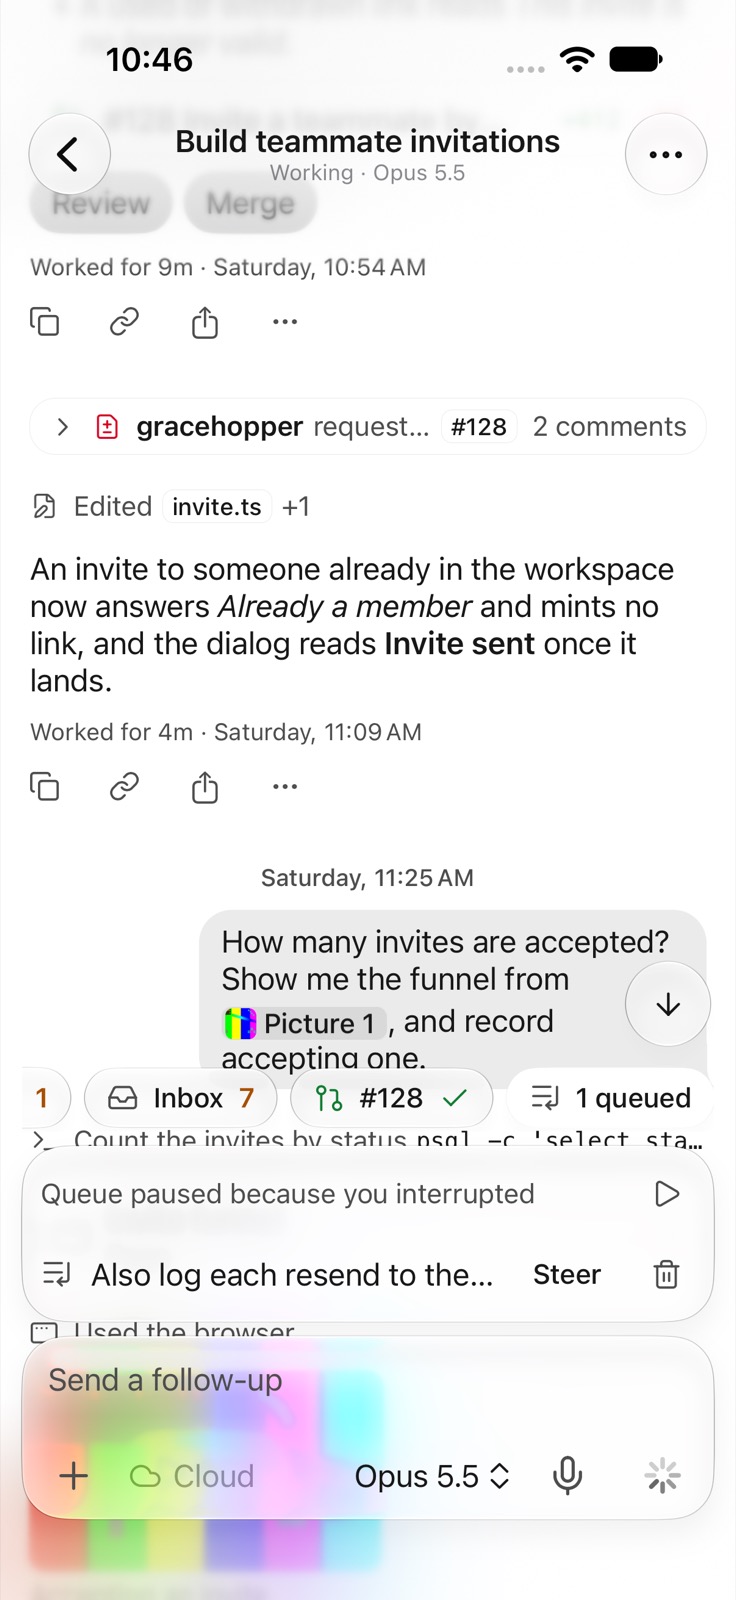 10:46
Build teammate invitations
Working · Opus 5.5
Review
Merge
Worked for 9m · Saturday, 10:54 AM
gracehopper request... #128 2 comments
Edited invite.ts +1
An invite to someone already in the workspace
now answers Already a member and mints no
link, and the dialog reads Invite sent once it
lands.
Worked for 4m · Saturday, 11:09 AM
Saturday, 11:25 AM
How many invites are accepted?
Show me the funnel from
Picture 1 , and record
accepting one.
1
Inbox 7
#128
1 queued
Count the invites by status psql -c 'select sta...
Queue paused because you interrupted
Also log each resend to the... Steer
Used the browser
Send a follow-up
Cloud
Opus 5.5